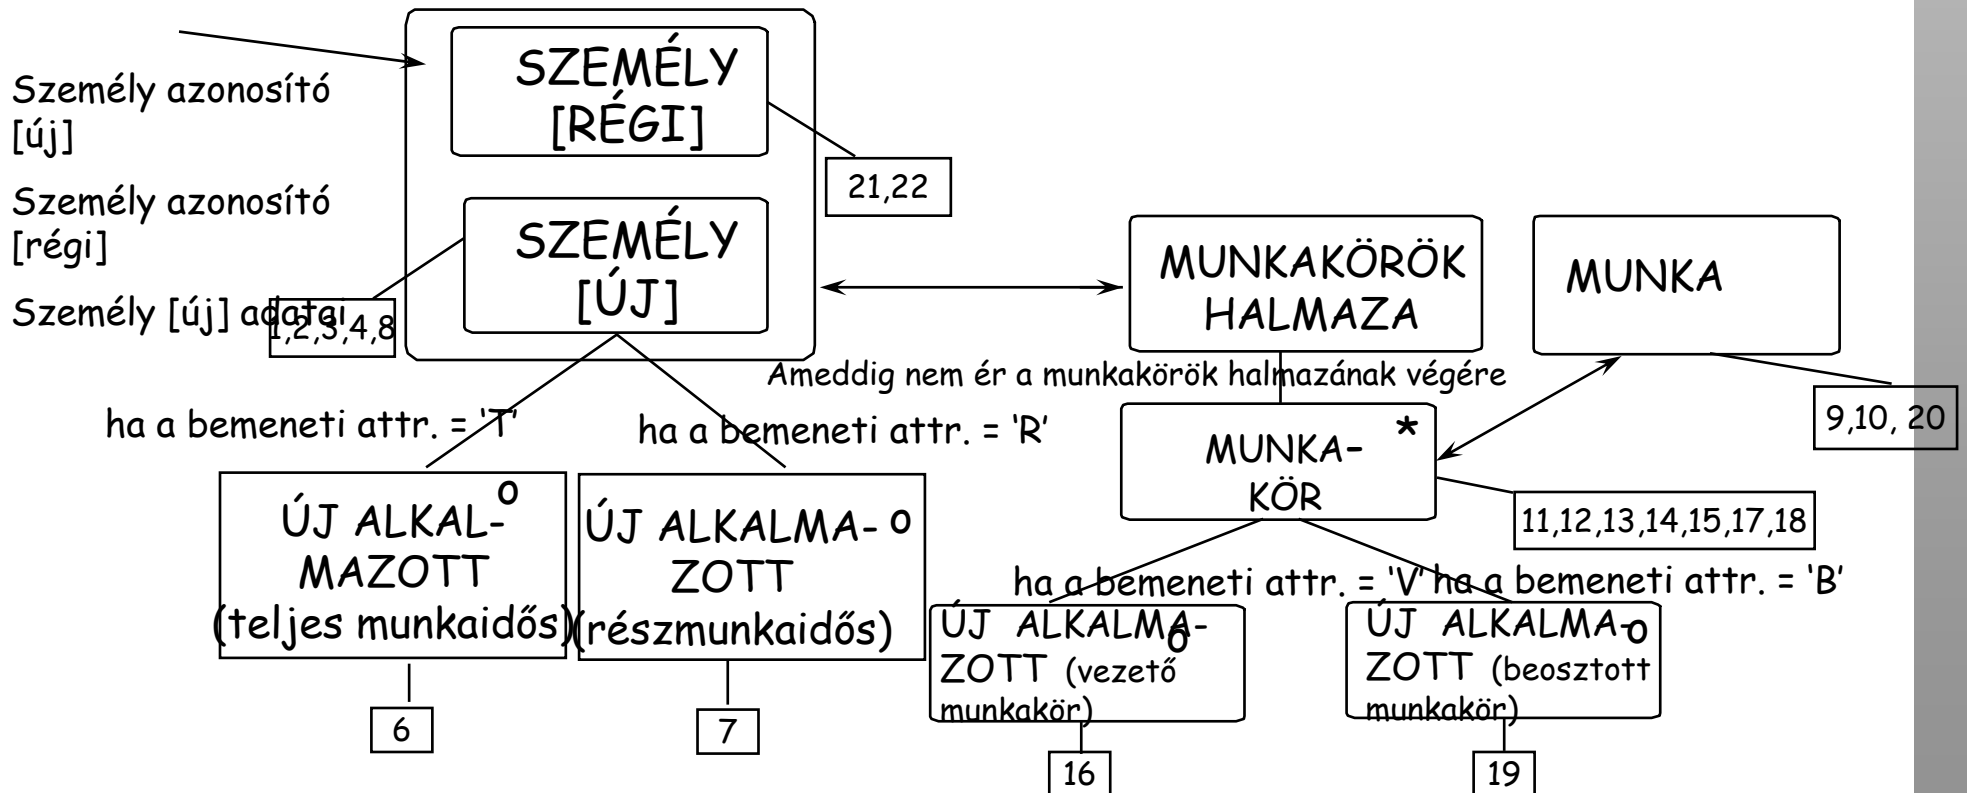 SZEMÉLY
[RÉGI]
Személy azonosító
[új]
21,22
Személy azonosító
[régi]
SZEMÉLY
[ÚJ]
MUNKAKÖRÖK
HALMAZA
MUNKA
Személy [új] adatai
1,2,3,4,8
Ameddig nem ér a munkakörök halmazának végére
ha a bemeneti attr. = ‘T’
ha a bemeneti attr. = ‘R’
9,10, 20
MUNKA-
KÖR
*
ÚJ ALKAL-
MAZOTT
(teljes munkaidős)
o
ÚJ ALKALMA-
ZOTT
(részmunkaidős)
o
11,12,13,14,15,17,18
ha a bemeneti attr. = ‘V’
ha a bemeneti attr. = ‘B’
ÚJ ALKALMA-
ZOTT (vezető
munkakör)
o
ÚJ ALKALMA-
ZOTT (beosztott
munkakör)
o
6
7
16
19